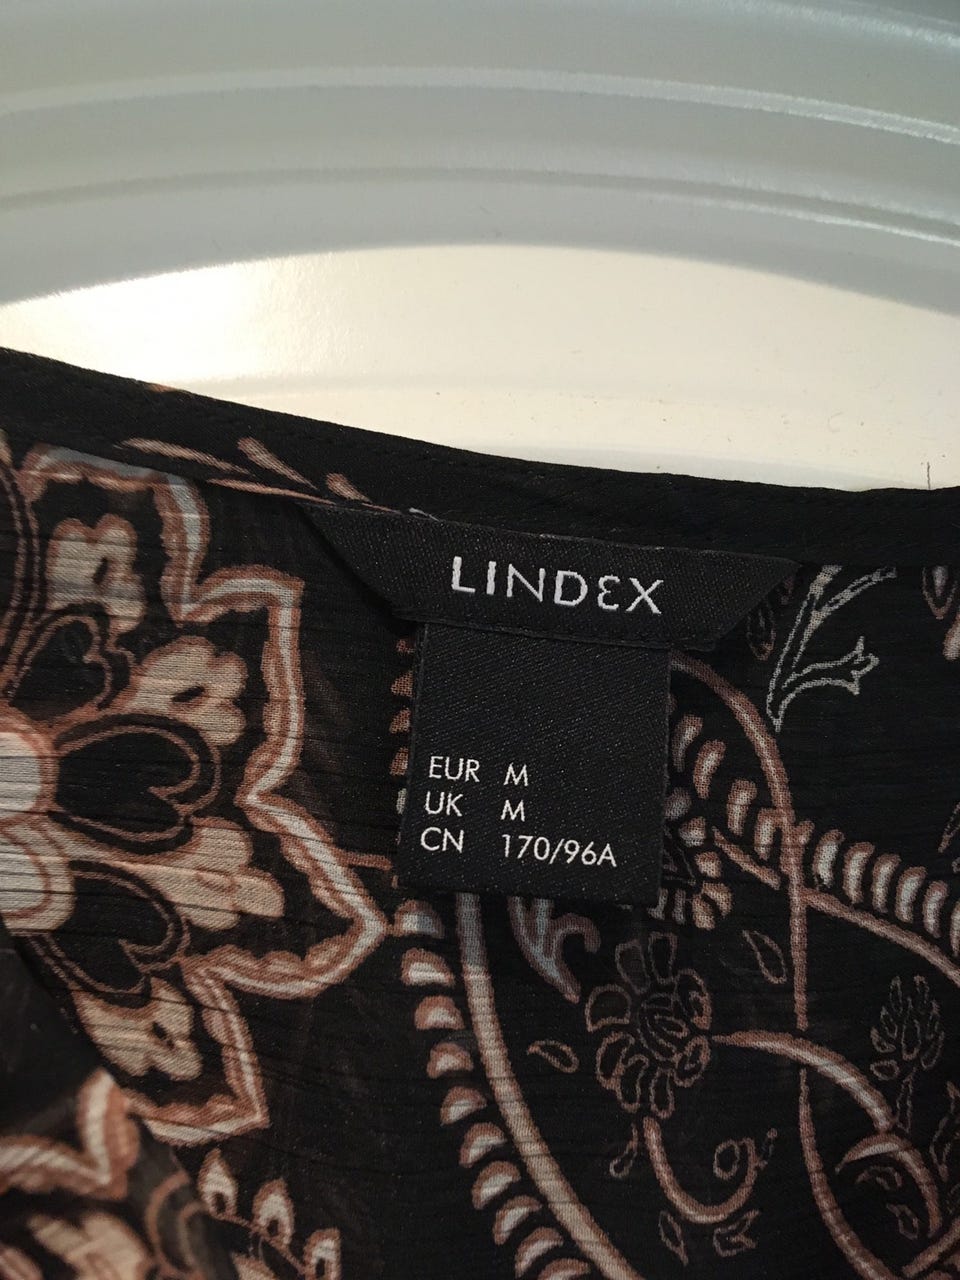 LINDEX
EUR M
UK M
CN 170/96A